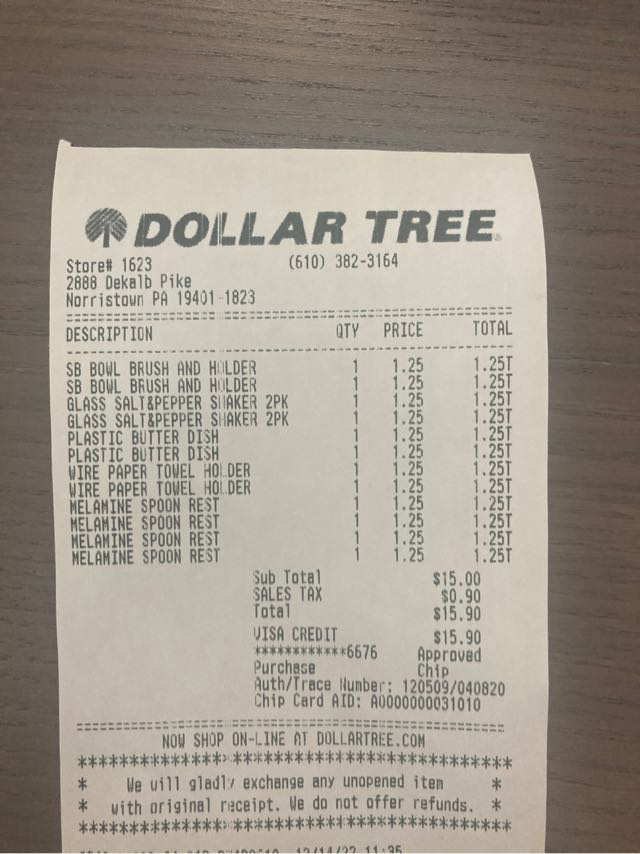 DOLLAR TREE
Store# 1623 (610) 382-3164
2888 Dekalb Pike
Norristown PA 19401-1823
DESCRIPTION QTY PRICE TOTAL
SB BOWL BRUSH AND HOLDER 1 1.25 1.25T
SB BOWL BRUSH AND HOLDER 1 1.25 1.25T
GLASS SALT&PEPPER SHAKER 2PK 1 1.25 1.25T
GLASS SALT&PEPPER SHAKER 2PK 1 1.25 1.25T
PLASTIC BUTTER DISH 1 1.25 1.25T
PLASTIC BUTTER DISH 1 1.25 1.25T
WIRE PAPER TOWEL HOLDER 1 1.25 1.25T
WIRE PAPER TOWEL HOLDER 1 1.25 1.25T
MELAMINE SPOON REST 1 1.25 1.25T
MELAMINE SPOON REST 1 1.25 1.25T
MELAMINE SPOON REST 1 1.25 1.25T
MELAMINE SPOON REST 1 1.25 1.25T
Sub Total $15.00
SALES TAX $0.90
Total $15.90
VISA CREDIT $15.90
************6676 Approved
Purchase Chip
Auth/Trace Number: 120509/040820
Chip Card AID: A0000000031010
NOW SHOP ON-LINE AT DOLLARTREE.COM
* We will gladly exchange any unopened item *
* with original receipt. We do not offer refunds. *
12/14/22 11:35